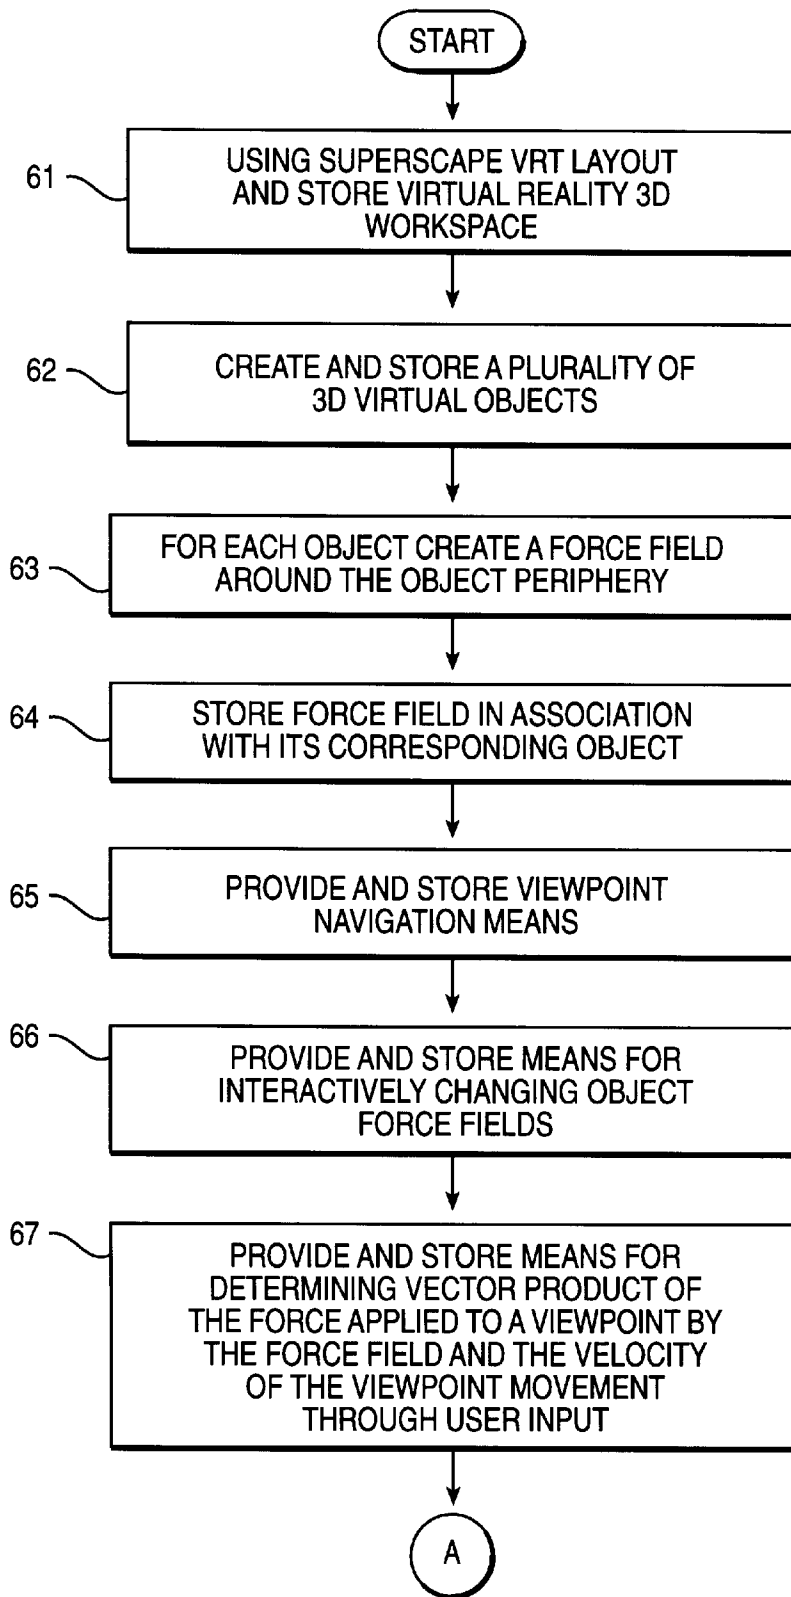 START
61
USING SUPERSCAPE VRT LAYOUT
AND STORE VIRTUAL REALITY 3D
WORKSPACE
62
CREATE AND STORE A PLURALITY OF
3D VIRTUAL OBJECTS
63
FOR EACH OBJECT CREATE A FORCE FIELD
AROUND THE OBJECT PERIPHERY
64
STORE FORCE FIELD IN ASSOCIATION
WITH ITS CORRESPONDING OBJECT
65
PROVIDE AND STORE VIEWPOINT
NAVIGATION MEANS
66
PROVIDE AND STORE MEANS FOR
INTERACTIVELY CHANGING OBJECT
FORCE FIELDS
67
PROVIDE AND STORE MEANS FOR
DETERMINING VECTOR PRODUCT OF
THE FORCE APPLIED TO A VIEWPOINT BY
THE FORCE FIELD AND THE VELOCITY
OF THE VIEWPOINT MOVEMENT
THROUGH USER INPUT
A